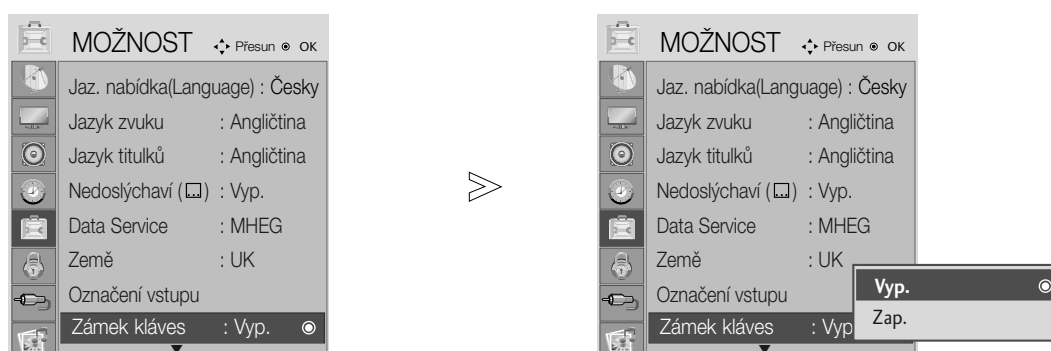 MOŽNOST Přesun OK
Jaz. nabídka(Language) : Česky
Jazyk zvuku : Angličtina
Jazyk titulků : Angličtina
Nedoslýchaví ( ) : Vyp.
Data Service : MHEG
Země : UK
Označení vstupu
Zámek kláves : Vyp.
MOŽNOST Přesun OK
Jaz. nabídka(Language) : Česky
Jazyk zvuku : Angličtina
Jazyk titulků : Angličtina
Nedoslýchaví ( ) : Vyp.
Data Service : MHEG
Země : UK
Označení vstupu
Zámek kláves : Vyp
Vyp.
Zap.